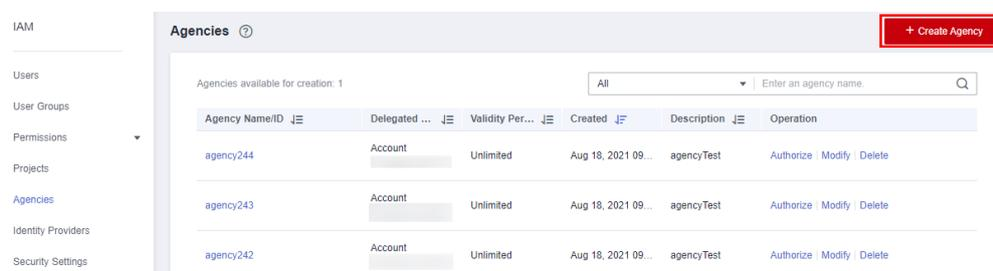 IAM
Users
User Groups
Permissions
Projects
Agencies
Identity Providers
Security Settings
Agencies ?
+ Create Agency
Agencies available for creation: 1
All
Enter an agency name.
Agency Name/ID Delegated ... Validity Per... Created Description Operation
agency244 Account Unlimited Aug 18, 2021 09... agencyTest Authorize | Modify | Delete
agency243 Account Unlimited Aug 18, 2021 09... agencyTest Authorize | Modify | Delete
agency242 Account Unlimited Aug 18, 2021 09... agencyTest Authorize | Modify | Delete